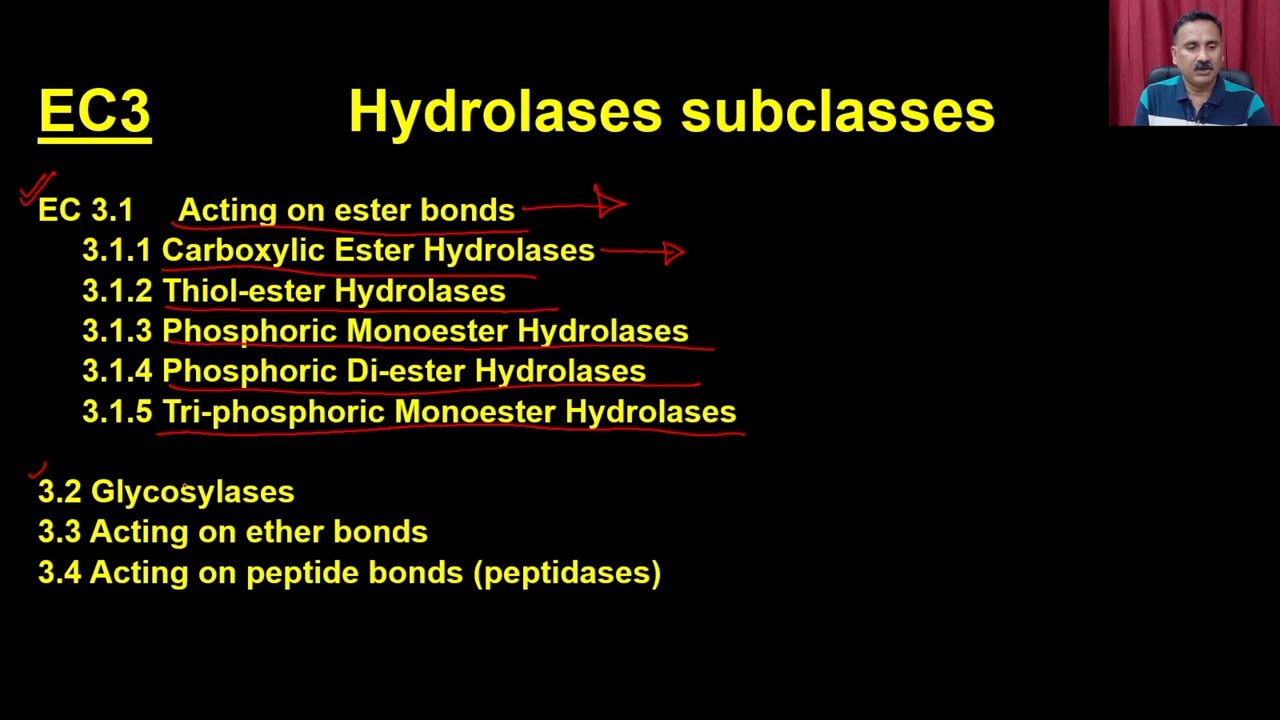 EC3 Hydrolases subclasses
EC 3.1 Acting on ester bonds
3.1.1 Carboxylic Ester Hydrolases
3.1.2 Thiol-ester Hydrolases
3.1.3 Phosphoric Monoester Hydrolases
3.1.4 Phosphoric Di-ester Hydrolases
3.1.5 Tri-phosphoric Monoester Hydrolases
3.2 Glycosylases
3.3 Acting on ether bonds
3.4 Acting on peptide bonds (peptidases)